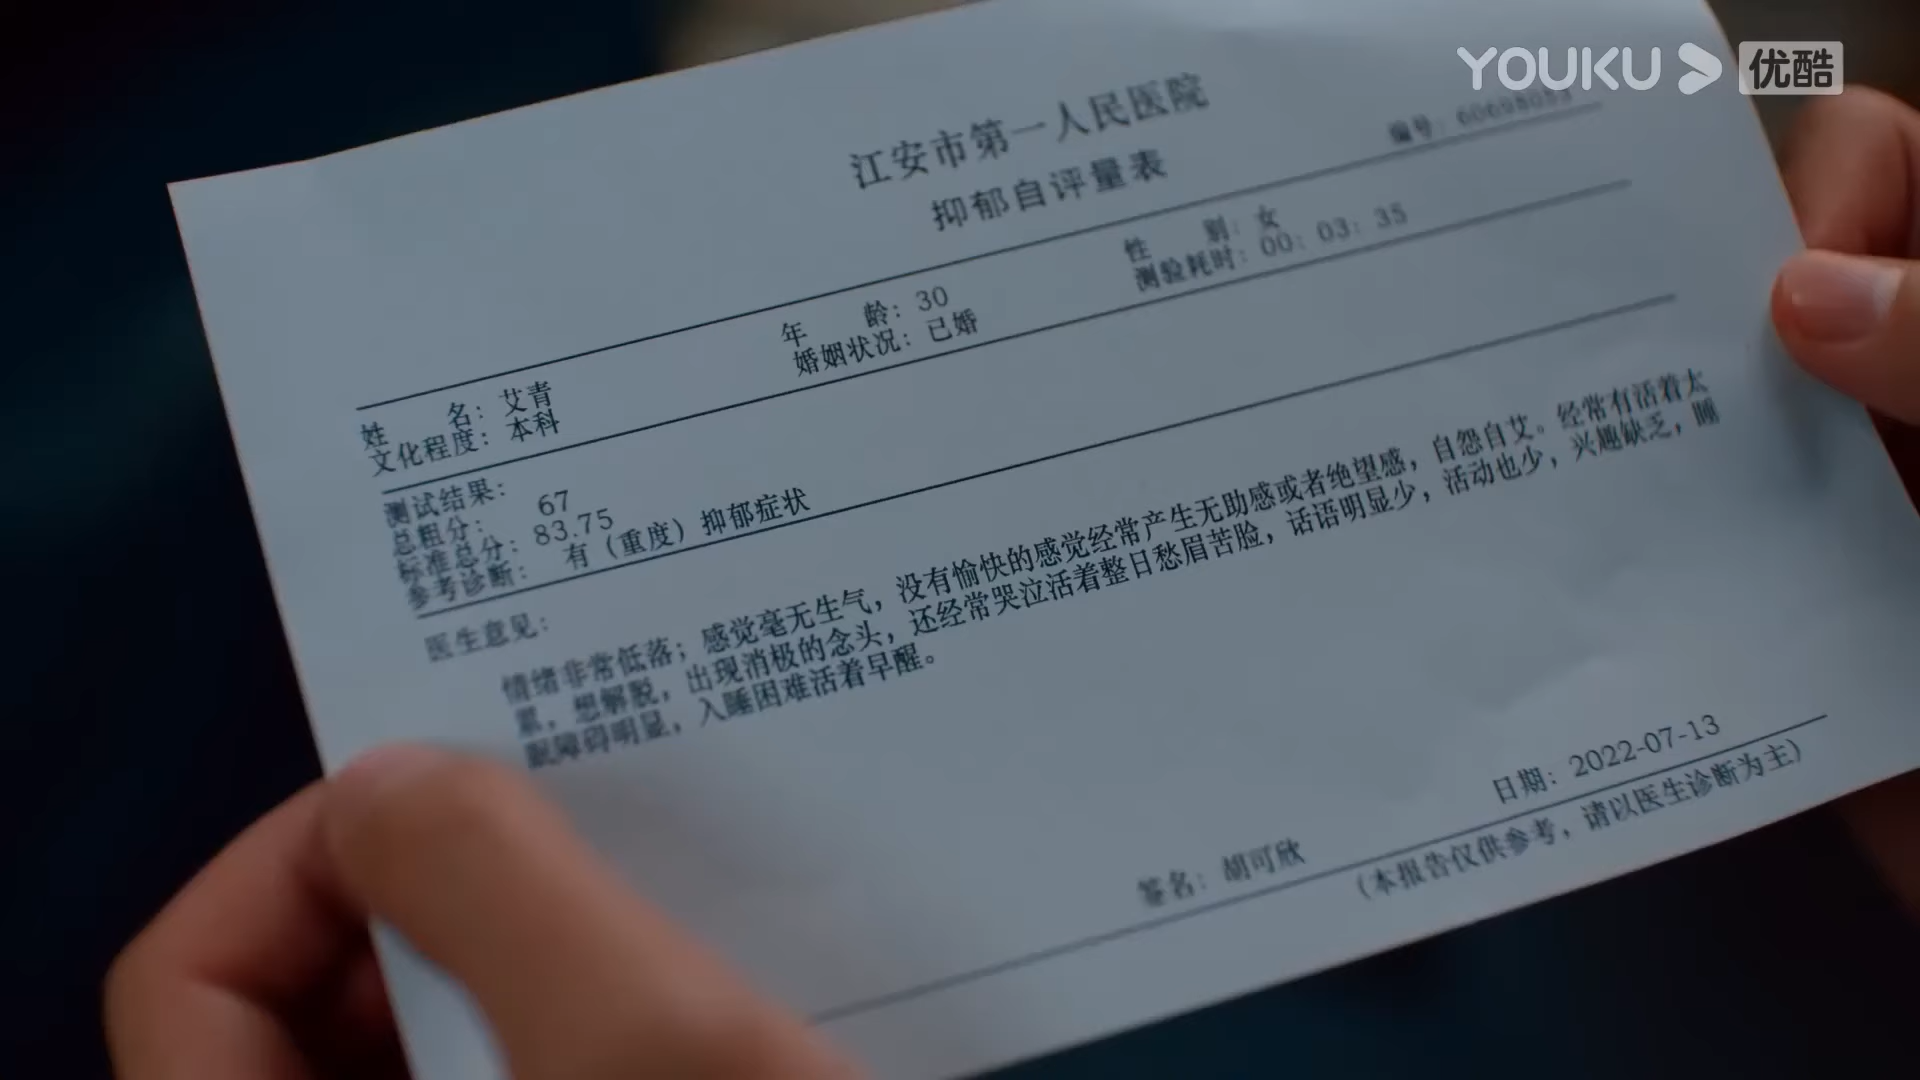 YOUKU 优酷
江安市第一人民医院
抑郁自评量表
编号: 60698053
姓 名: 艾青 年 龄: 30 性 别: 女
文化程度: 本科 婚姻状况: 已婚 测验耗时: 00: 03: 35
测试结果:
总粗分: 67
标准总分: 83.75
参考诊断: 有（重度）抑郁症状
医生意见:
情绪非常低落；感觉毫无生气，没有愉快的感觉经常产生无助感或者绝望感，自怨自艾。经常有活着太
累，想解脱，出现消极的念头，还经常哭泣活着整日愁眉苦脸，话语明显少，活动也少，兴趣缺乏，睡
眠障碍明显，入睡困难活着早醒。
日期: 2022-07-13
签名: 胡可欣
（本报告仅供参考，请以医生诊断为主）